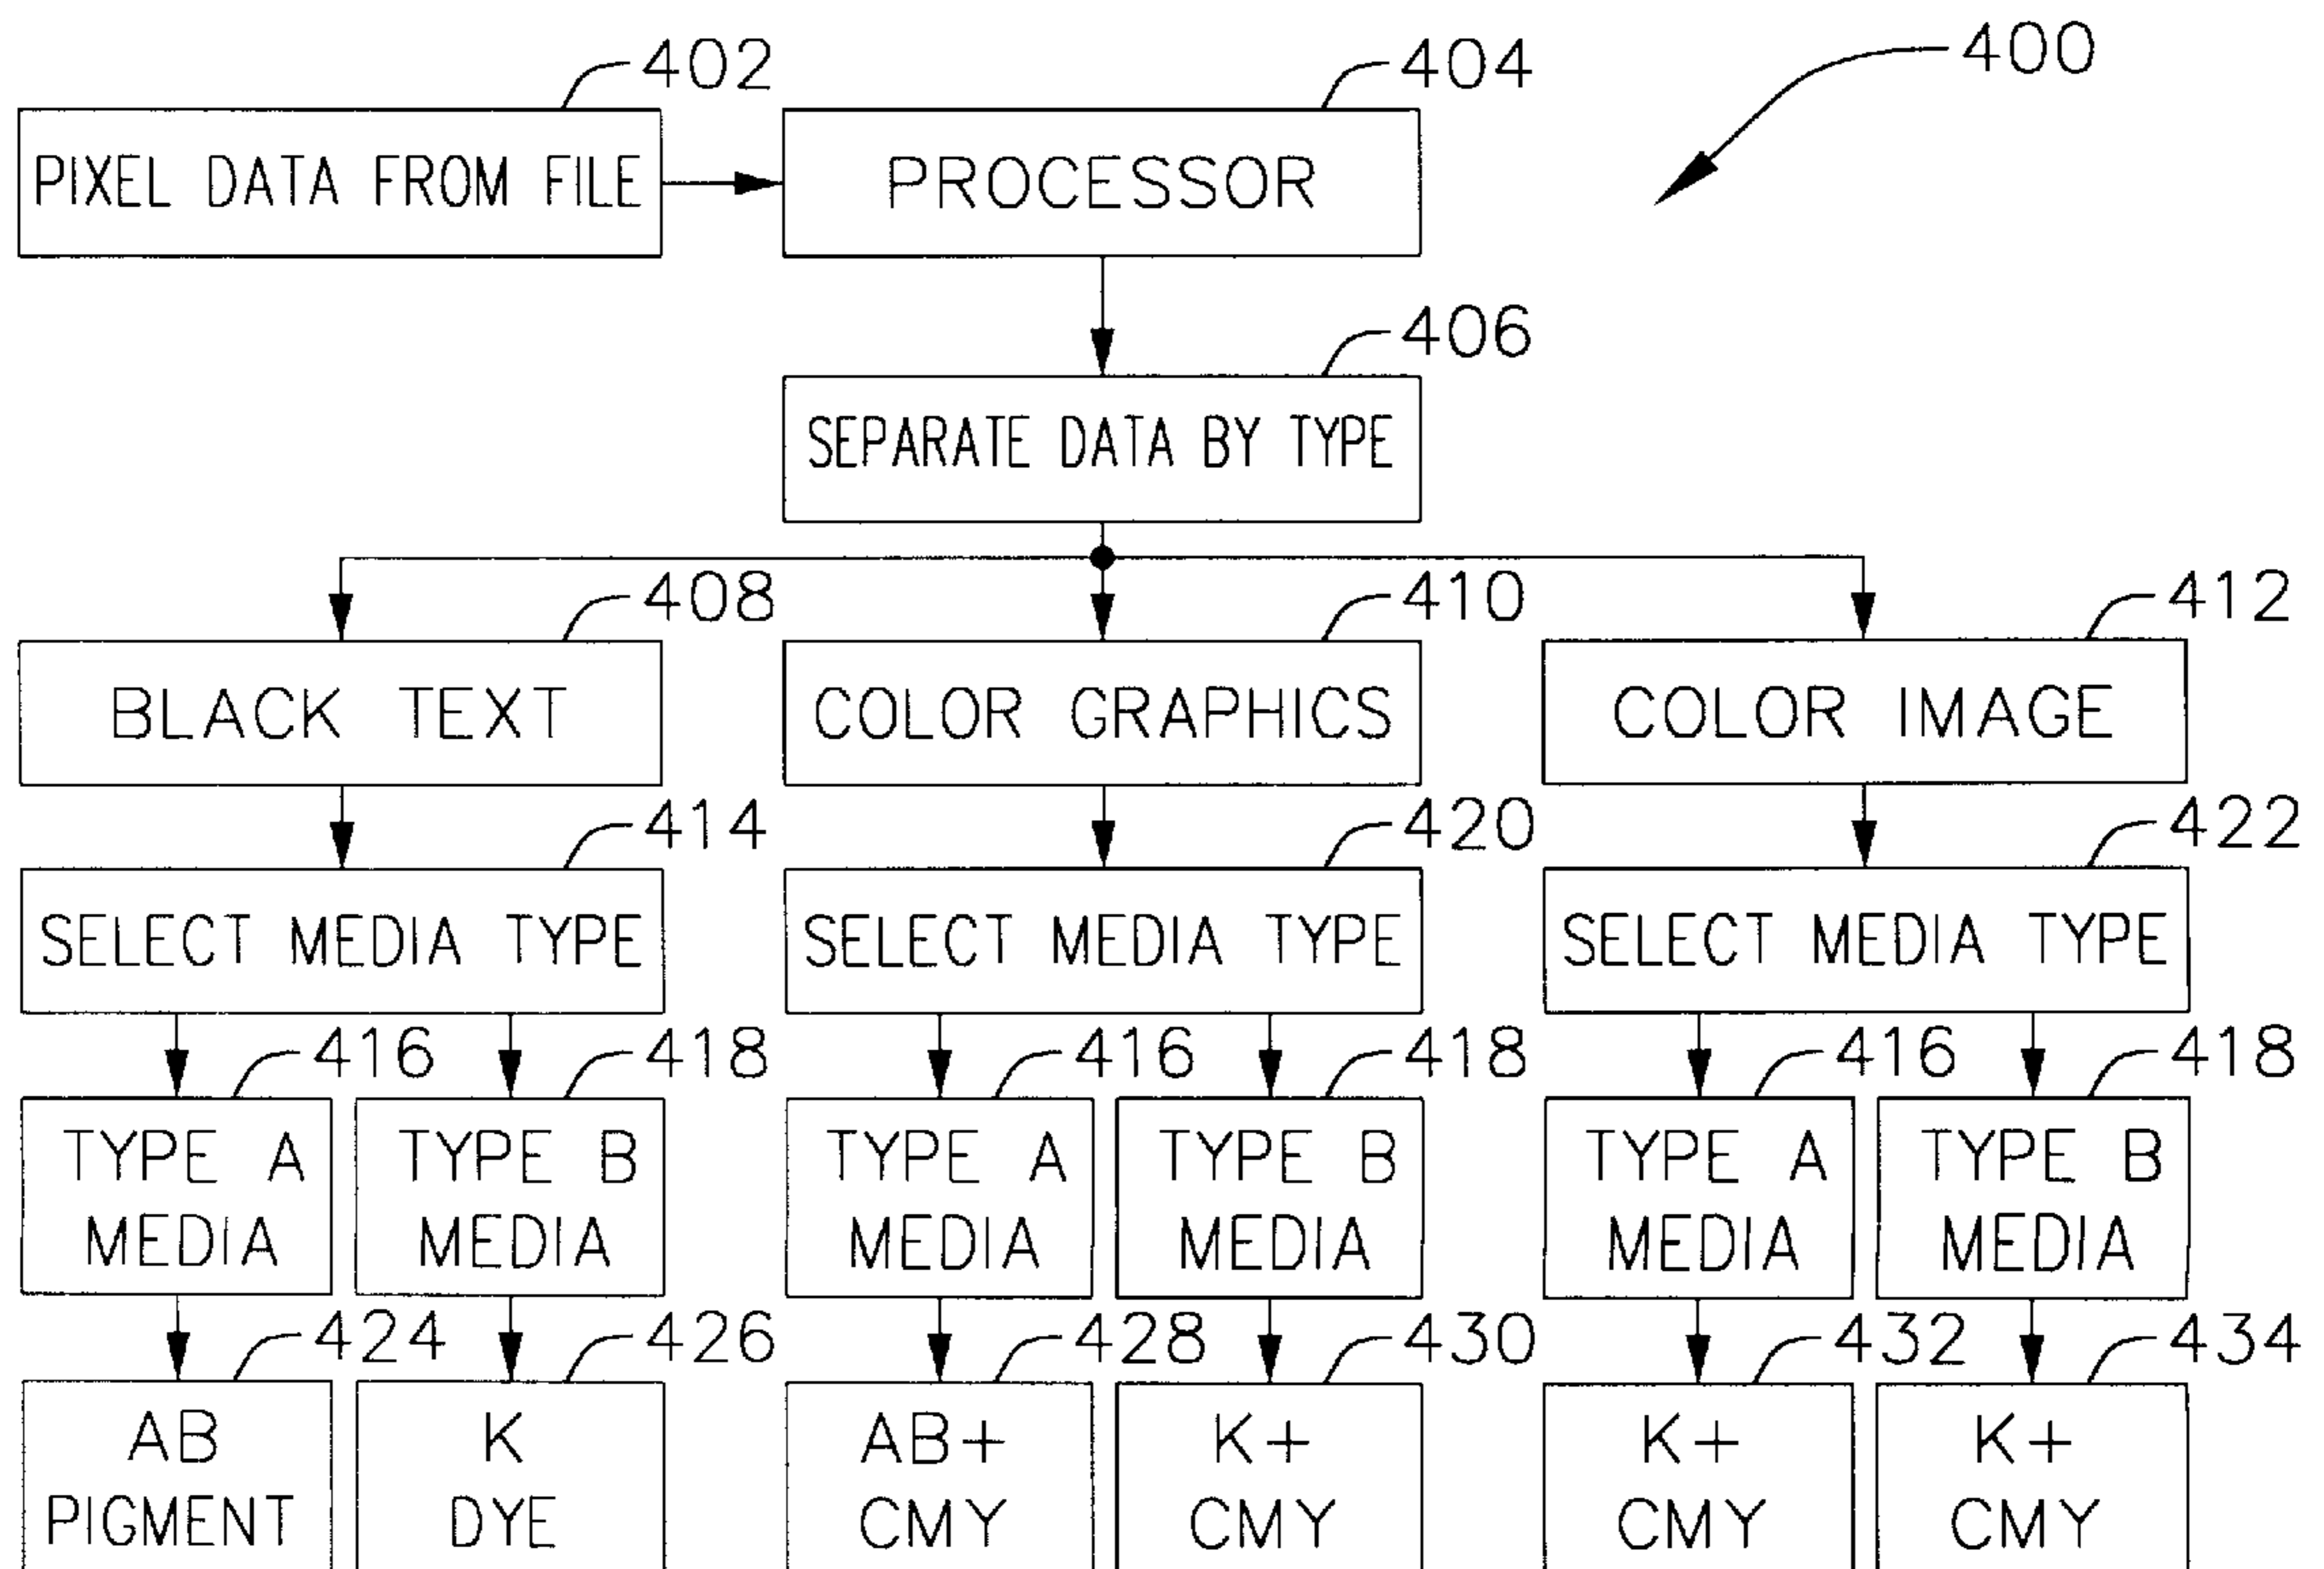 402
404
400
PIXEL DATA FROM FILE
PROCESSOR
406
SEPARATE DATA BY TYPE
408
410
412
BLACK TEXT
COLOR GRAPHICS
COLOR IMAGE
414
420
422
SELECT MEDIA TYPE
SELECT MEDIA TYPE
SELECT MEDIA TYPE
416
418
416
418
416
418
TYPE A
MEDIA
TYPE B
MEDIA
TYPE A
MEDIA
TYPE B
MEDIA
TYPE A
MEDIA
TYPE B
MEDIA
424
426
428
430
432
434
AB
PIGMENT
K
DYE
AB+
CMY
K+
CMY
K+
CMY
K+
CMY